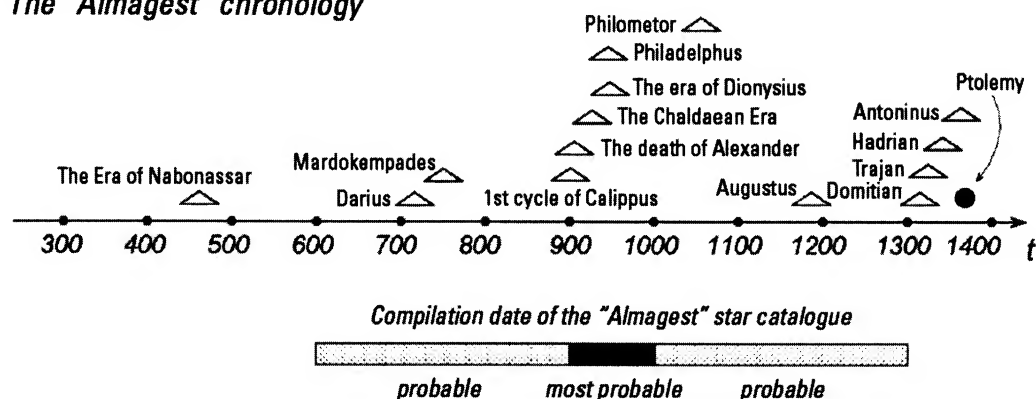 The "Almagest" chronology
Philometor
Philadelphus
Ptolemy
The era of Dionysius
Antoninus
The Chaldaean Era
Hadrian
The death of Alexander
Mardokempades
Trajan
The Era of Nabonassar
Darius
1st cycle of Calippus
Augustus
Domitian
300 400 500 600 700 800 900 1000 1100 1200 1300 1400 t
Compilation date of the "Almagest" star catalogue
probable most probable probable